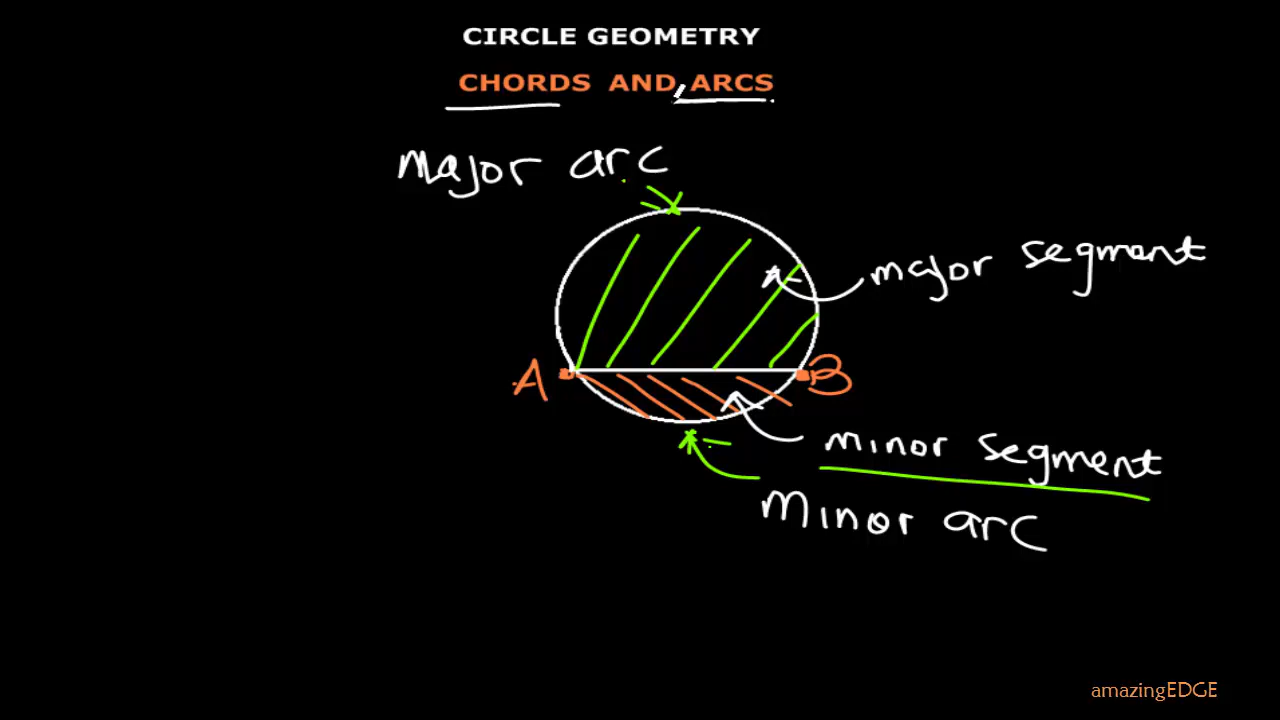 CIRCLE GEOMETRY
CHORDS AND ARCS
major arc
major segment
A
B
minor segment
minor arc
amazingEDGE